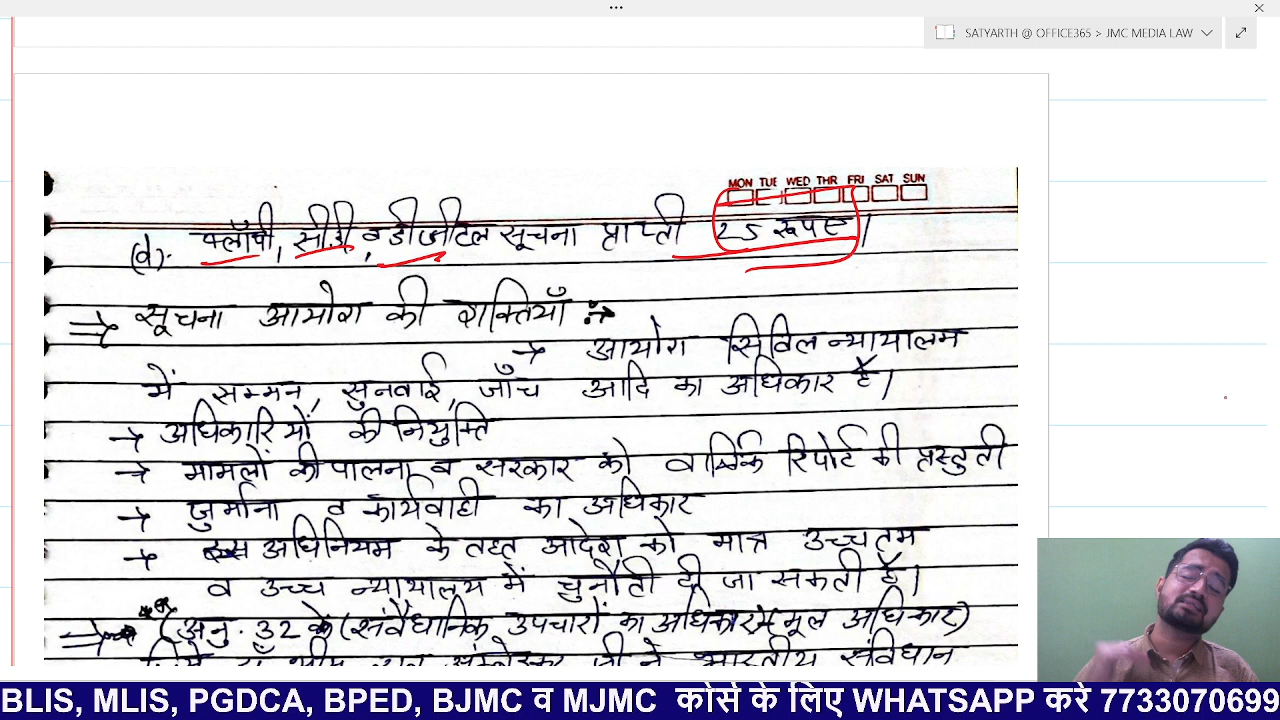 SATYARTH @ OFFICE365 > JMC MEDIA LAW
MON TUE WED THR FRI SAT SUN
(d). फ्लॉपी, सी.डी, व डीजीटल सूचना प्राप्ती 25 रूपए।
⇒ सूचना आयोग की शक्तियाँ :→
→ आयोग सिविल न्यायालय
में सम्मन, सुनवाई, जाँच आदि का अधिकार है।
→ अधिकारियों की नियुक्ति
→ मामलों की पालना व सरकार को वार्षिक रिपोर्ट की प्रस्तुती
→ जुर्माना व कार्यवाही का अधिकार
→ इस अधिनियम के तहत आदेश को मात्र उच्चतम
व उच्च न्यायालय में चुनौती दी जा सकती है।
⇒ (अनु. 32 के (संवैधानिक उपचारों का अधिकार में मूल अधिकार)
जी ने भारतीय संविधान
BLIS, MLIS, PGDCA, BPED, BJMC व MJMC कोर्स के लिए WHATSAPP करे 7733070699